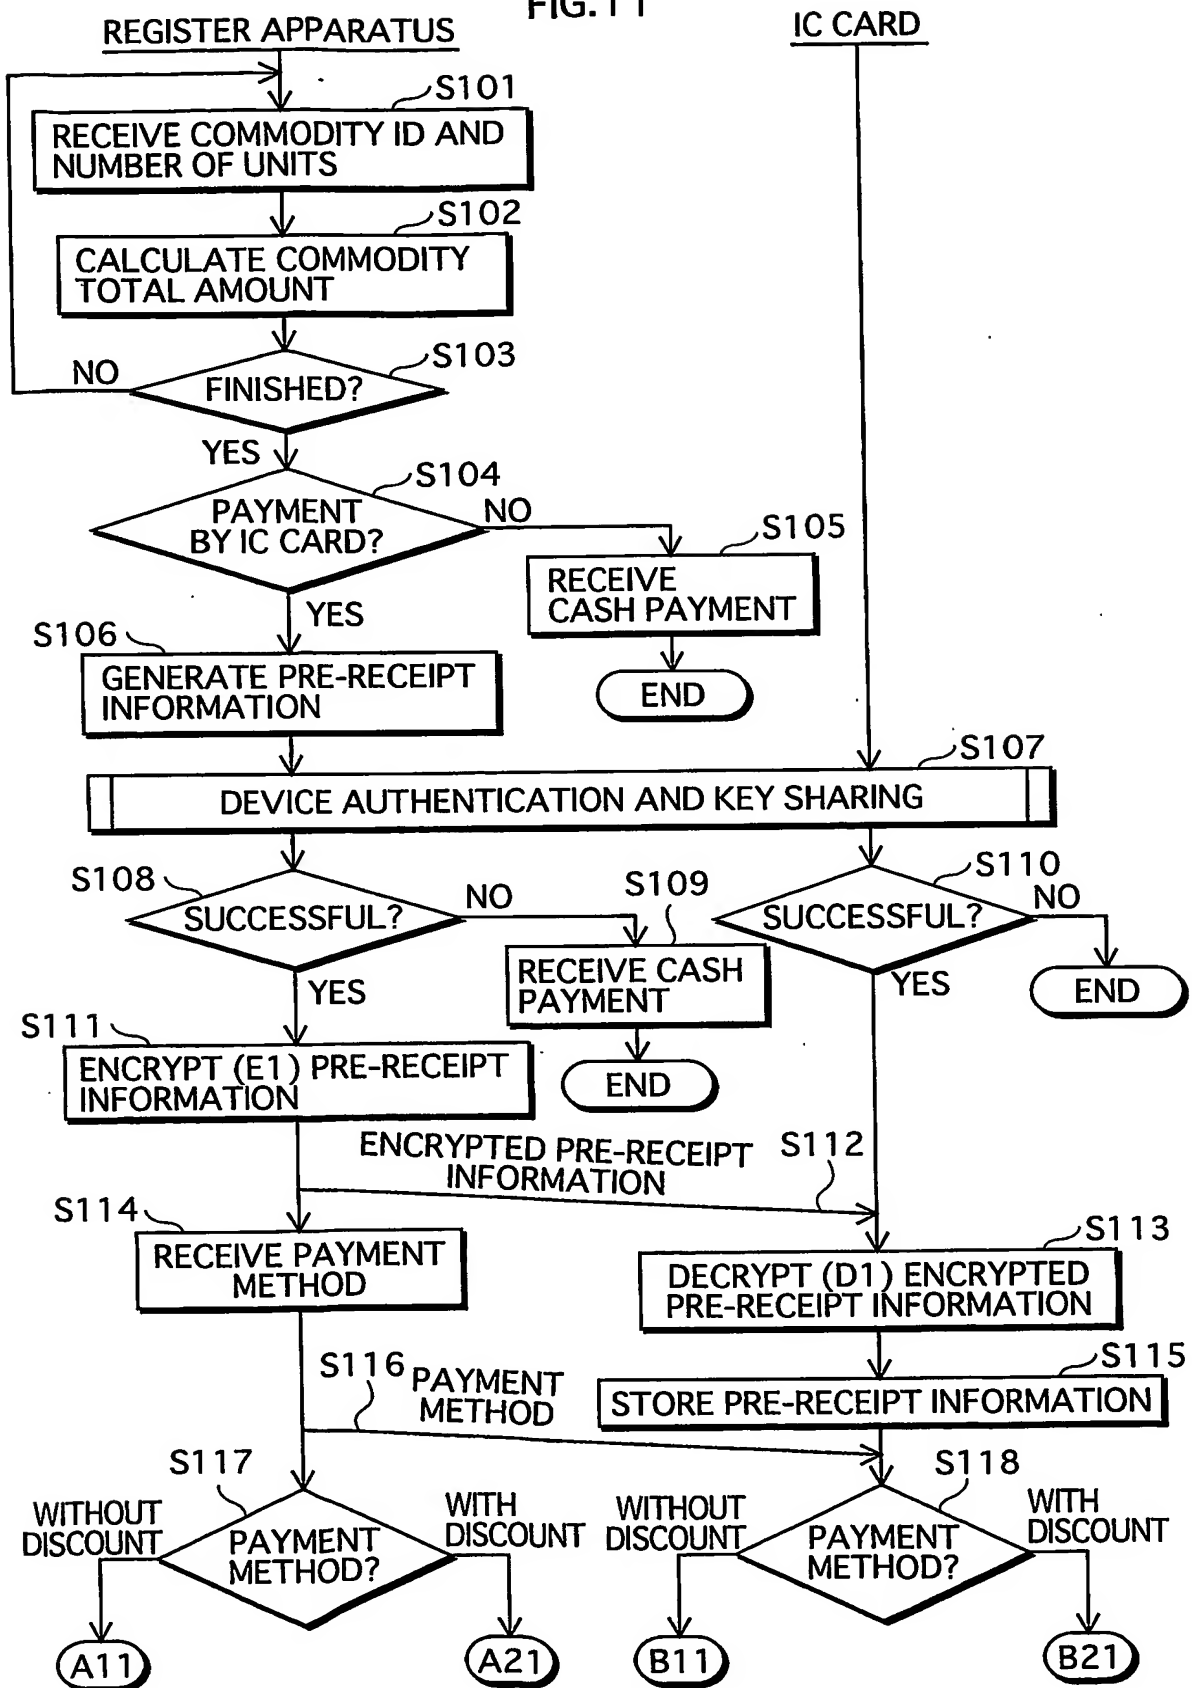 FIG.11
REGISTER APPARATUS
IC CARD
S101
RECEIVE COMMODITY ID AND
NUMBER OF UNITS
S102
CALCULATE COMMODITY
TOTAL AMOUNT
S103
NO
FINISHED?
YES
S104
PAYMENT
BY IC CARD?
NO
S105
RECEIVE
CASH PAYMENT
YES
END
S106
GENERATE PRE-RECEIPT
INFORMATION
S107
DEVICE AUTHENTICATION AND KEY SHARING
S108
SUCCESSFUL?
NO
S109
RECEIVE CASH
PAYMENT
END
S110
SUCCESSFUL?
NO
END
YES
YES
S111
ENCRYPT (E1) PRE-RECEIPT
INFORMATION
ENCRYPTED PRE-RECEIPT
INFORMATION
S112
S114
RECEIVE PAYMENT
METHOD
S113
DECRYPT (D1) ENCRYPTED
PRE-RECEIPT INFORMATION
S115
STORE PRE-RECEIPT INFORMATION
S116
PAYMENT
METHOD
S117
WITHOUT
DISCOUNT
PAYMENT
METHOD?
WITH
DISCOUNT
S118
WITHOUT
DISCOUNT
PAYMENT
METHOD?
WITH
DISCOUNT
A11
A21
B11
B21